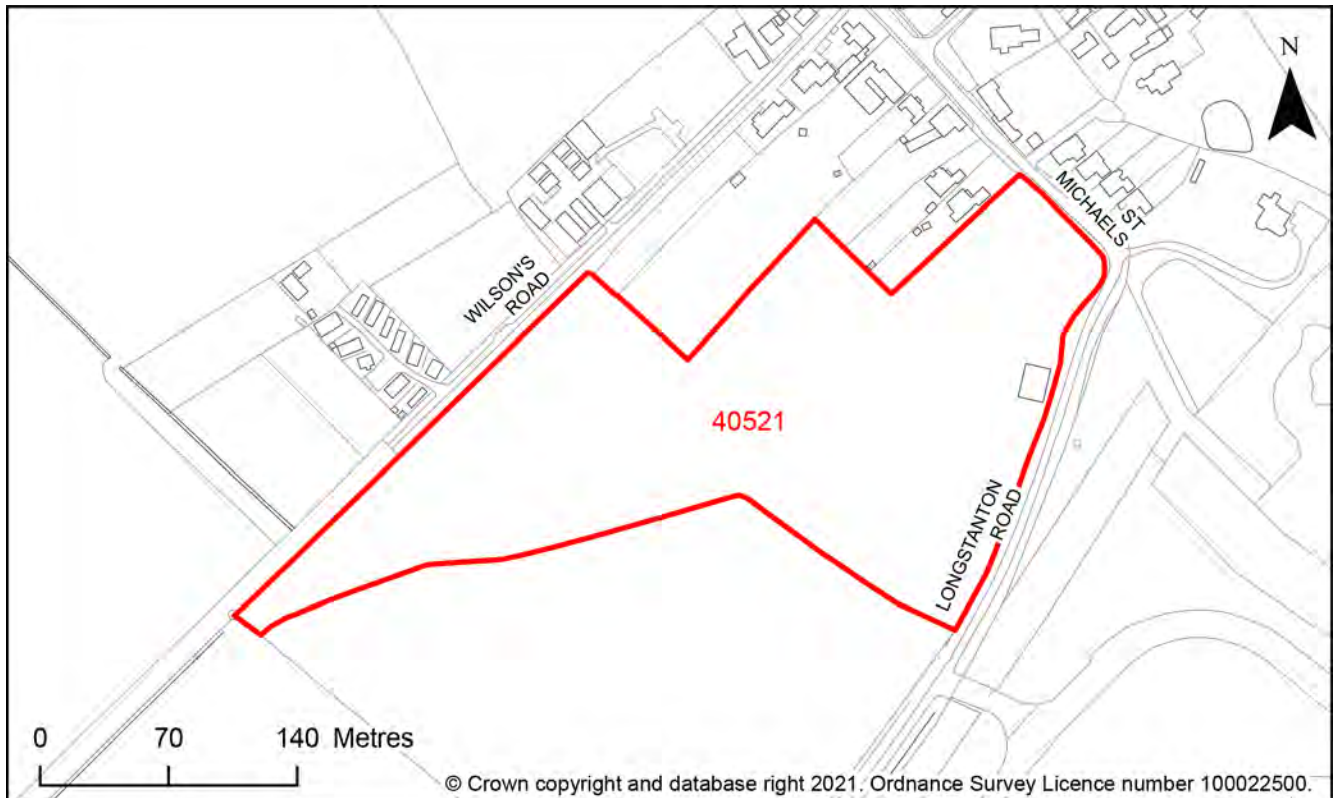 N
ST
MICHAELS
WILSON'S
ROAD
40521
LONGSTANTON
ROAD
0 70 140 Metres
© Crown copyright and database right 2021. Ordnance Survey Licence number 100022500.